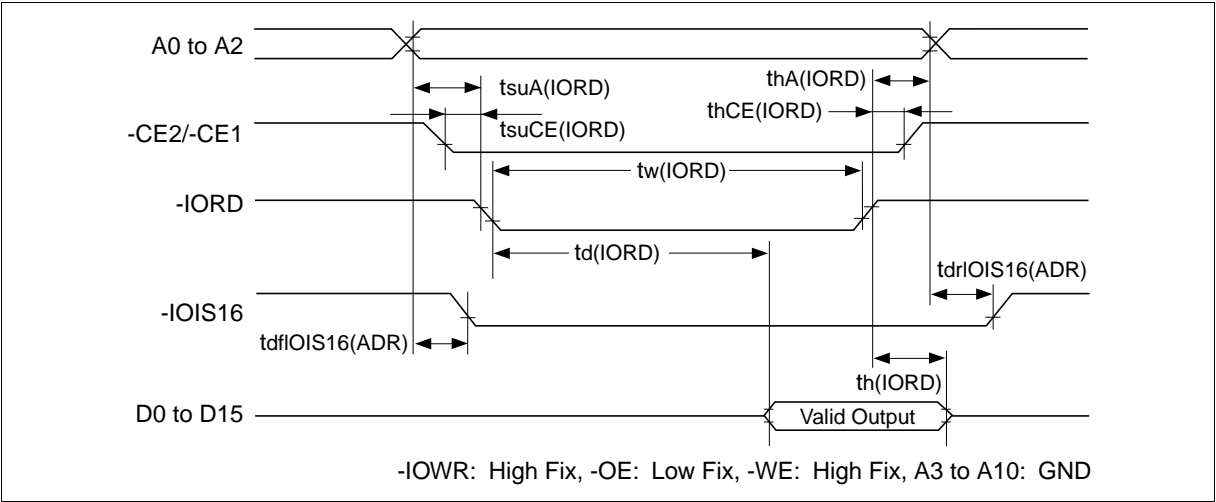 A0 to A2
tsuA(IORD)
thA(IORD)
thCE(IORD)
-CE2/-CE1
tsuCE(IORD)
tw(IORD)
-IORD
td(IORD)
tdrIOIS16(ADR)
-IOIS16
tdfIOIS16(ADR)
th(IORD)
D0 to D15
Valid Output
-IOWR: High Fix, -OE: Low Fix, -WE: High Fix, A3 to A10: GND